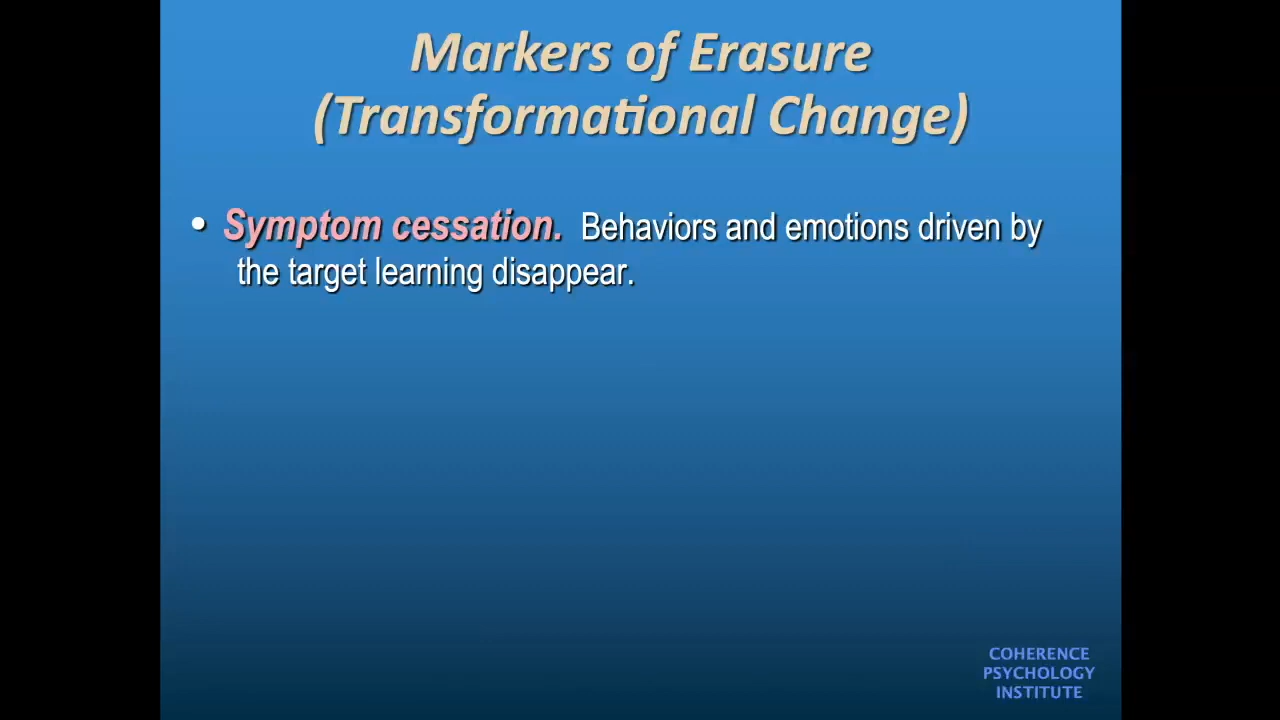 Markers of Erasure
(Transformational Change)
• Symptom cessation. Behaviors and emotions driven by
the target learning disappear.
COHERENCE
PSYCHOLOGY
INSTITUTE